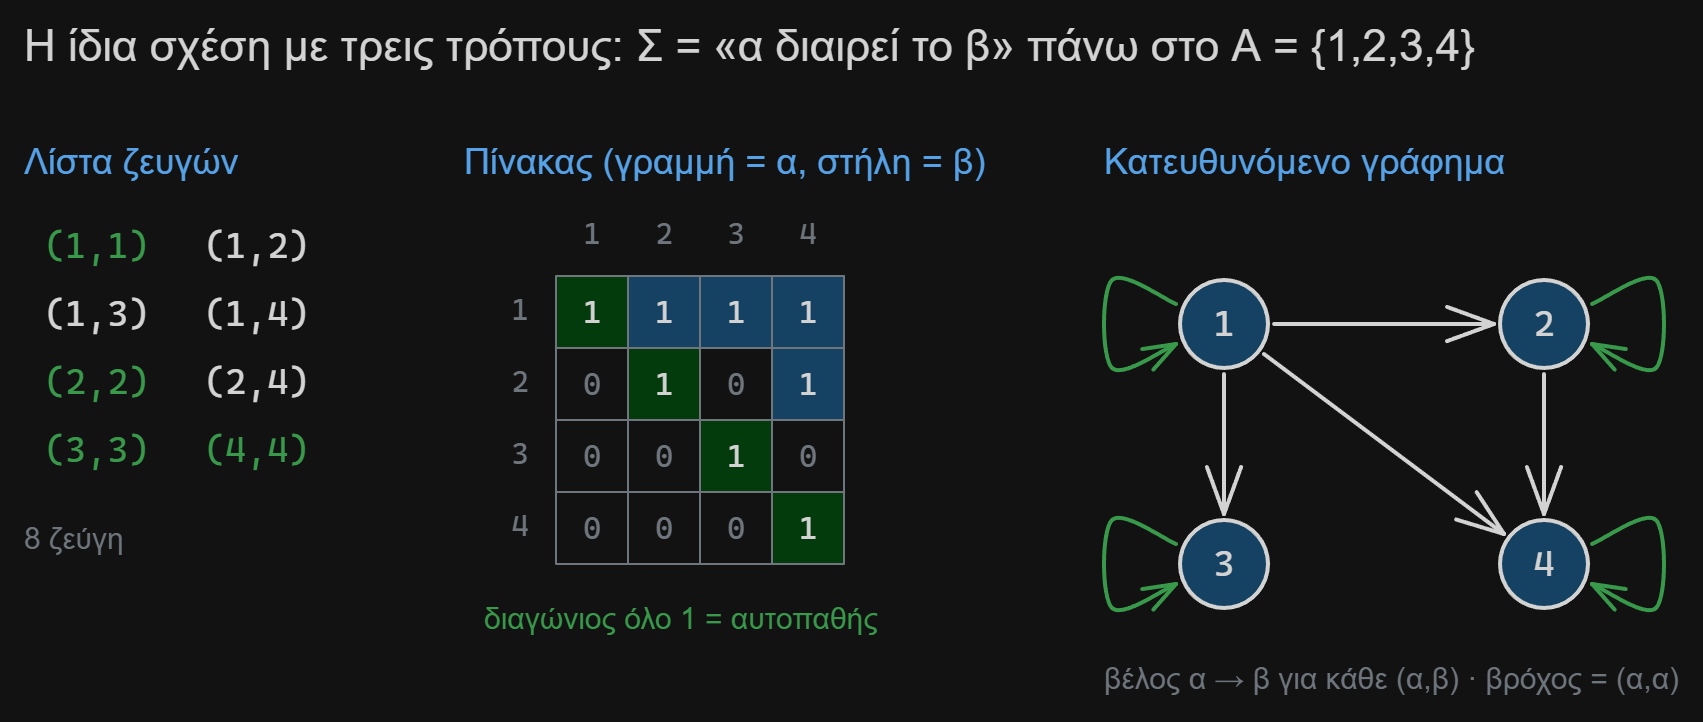 Η ίδια σχέση με τρεις τρόπους: Σ = «α διαιρεί το β» πάνω στο Α = {1,2,3,4}
Λίστα ζευγών
(1,1) (1,2)
(1,3) (1,4)
(2,2) (2,4)
(3,3) (4,4)
8 ζεύγη
Πίνακας (γραμμή = α, στήλη = β)
1 2 3 4
1 1 1 1 1
2 0 1 0 1
3 0 0 1 0
4 0 0 0 1
διαγώνιος όλο 1 = αυτοπαθής
Κατευθυνόμενο γράφημα
1 2
3 4
βέλος α → β για κάθε (α,β) · βρόχος = (α,α)